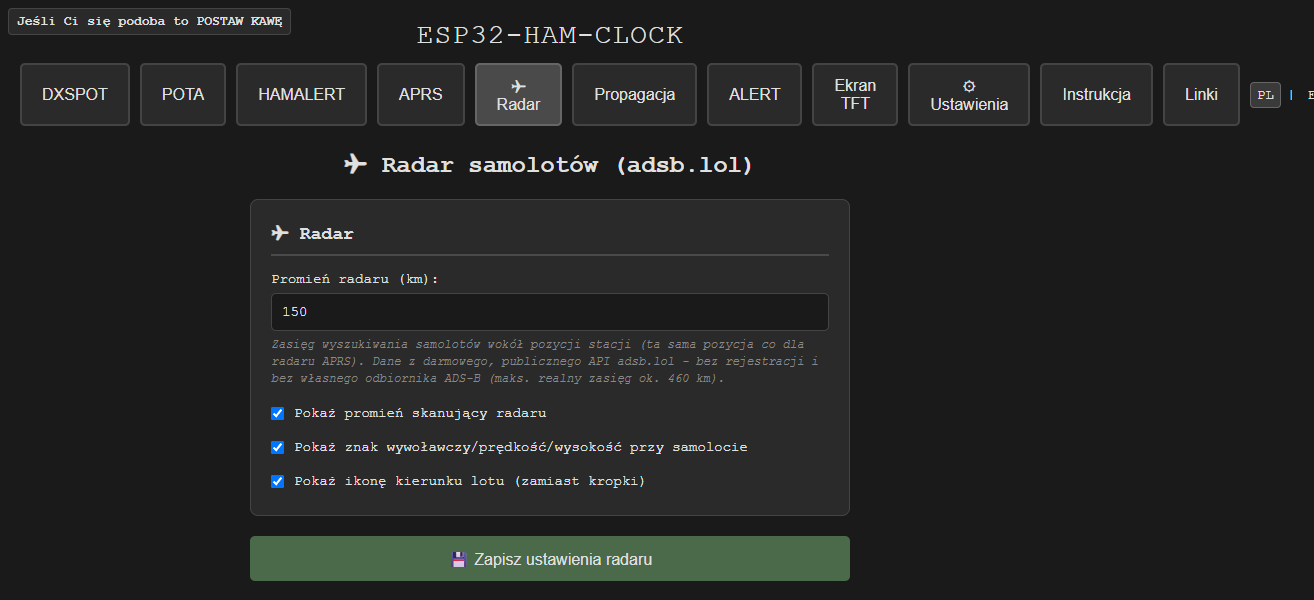 Jeśli Ci się podoba to POSTAW KAWĘ
ESP32-HAM-CLOCK
DXSPOT
POTA
HAMALERT
APRS
✈
Radar
Propagacja
ALERT
Ekran
TFT
⚙
Ustawienia
Instrukcja
Linki
PL | E
✈ Radar samolotów (adsb.lol)
✈ Radar
Promień radaru (km):
150
Zasięg wyszukiwania samolotów wokół pozycji stacji (ta sama pozycja co dla
radaru APRS). Dane z darmowego, publicznego API adsb.lol - bez rejestracji i
bez własnego odbiornika ADS-B (maks. realny zasięg ok. 460 km).
Pokaż promień skanujący radaru
Pokaż znak wywoławczy/prędkość/wysokość przy samolocie
Pokaż ikonę kierunku lotu (zamiast kropki)
💾 Zapisz ustawienia radaru